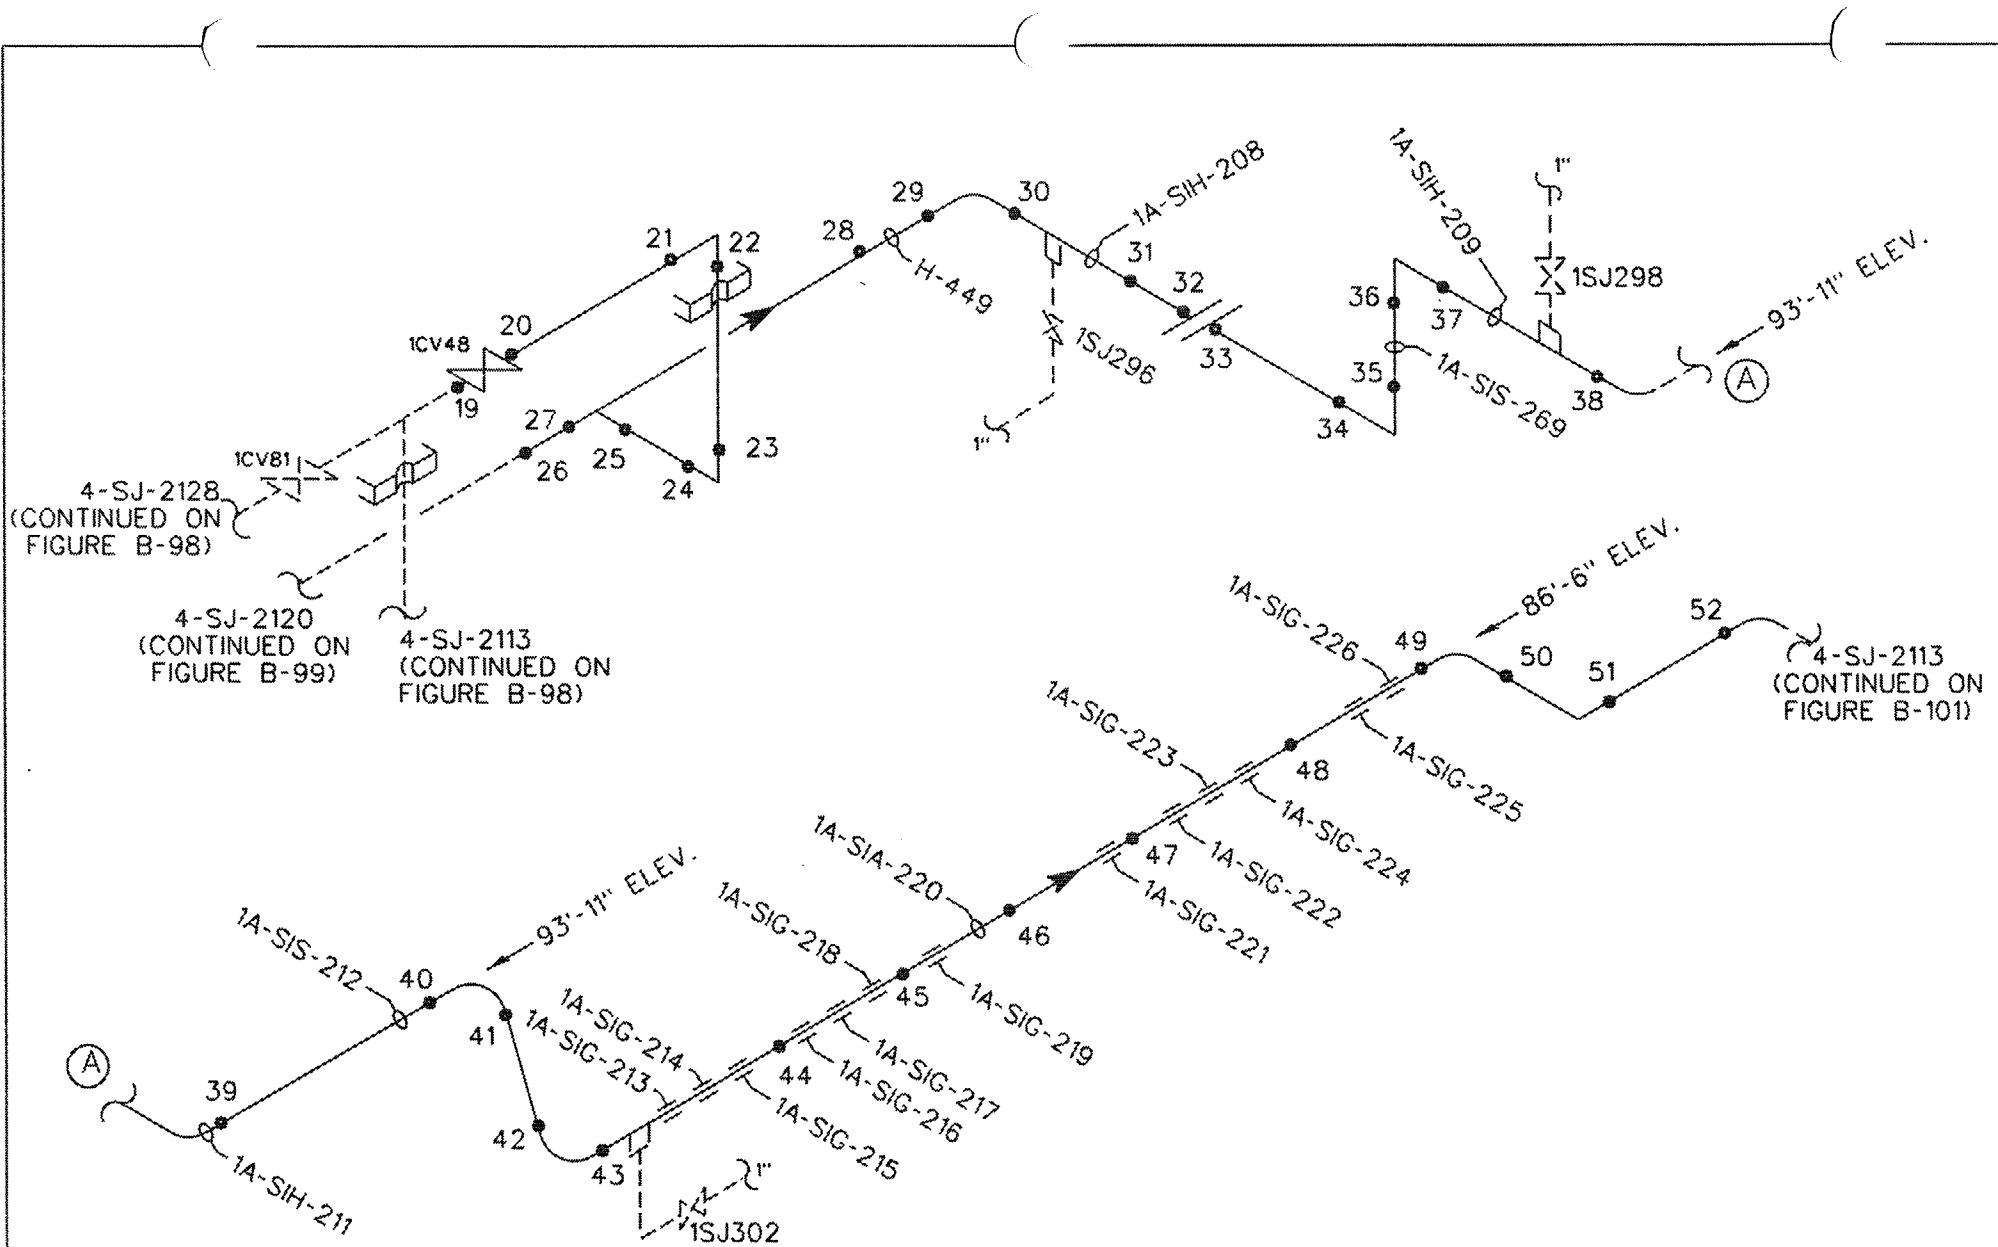 21
22
20
1CV48
19
1CV81
4-SJ-2128
(CONTINUED ON
FIGURE B-98)
27
26
25
24
23
4-SJ-2120
(CONTINUED ON
FIGURE B-99)
4-SJ-2113
(CONTINUED ON
FIGURE B-98)
28
29
H-449
30
1A-SIH-208
31
32
1SJ296
1"
33
34
35
36
1A-SIS-269
37
1A-SIH-209
1"
1SJ298
38
93'-11" ELEV.
A
A
39
1A-SIH-211
1A-SIS-212
40
93'-11" ELEV.
41
42
43
1SJ302
1"
1A-SIG-213
1A-SIG-214
1A-SIG-215
44
1A-SIG-216
1A-SIG-217
1A-SIG-218
45
1A-SIG-219
1A-SIA-220
46
1A-SIG-221
47
1A-SIG-222
1A-SIG-223
1A-SIG-224
48
1A-SIG-225
1A-SIG-226
49
86'-6" ELEV.
50
51
52
4-SJ-2113
(CONTINUED ON
FIGURE B-101)